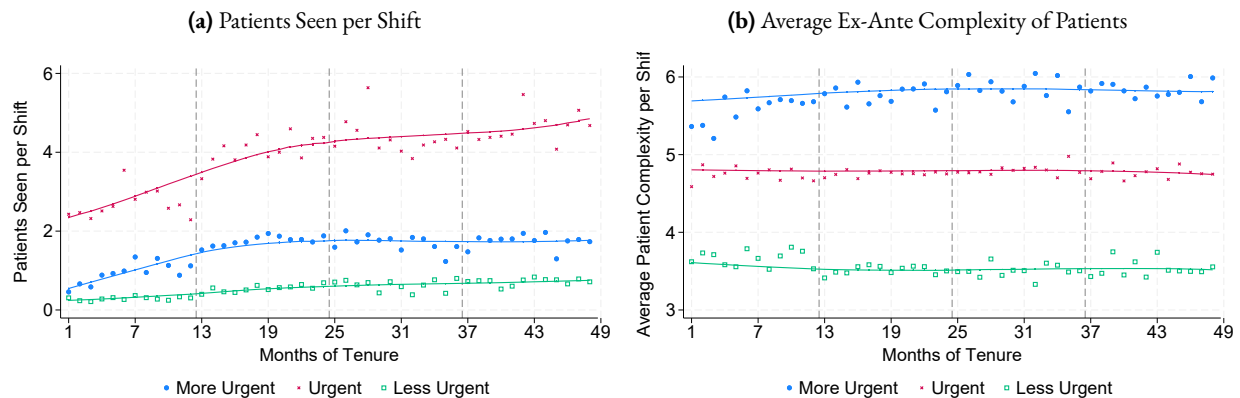 (a) Patients Seen per Shift
Patients Seen per Shift
6
4
2
0
1 7 13 19 25 31 37 43 49
Months of Tenure
More Urgent Urgent Less Urgent
(b) Average Ex-Ante Complexity of Patients
Average Patient Complexity per Shif
6
5
4
3
1 7 13 19 25 31 37 43 49
Months of Tenure
More Urgent Urgent Less Urgent